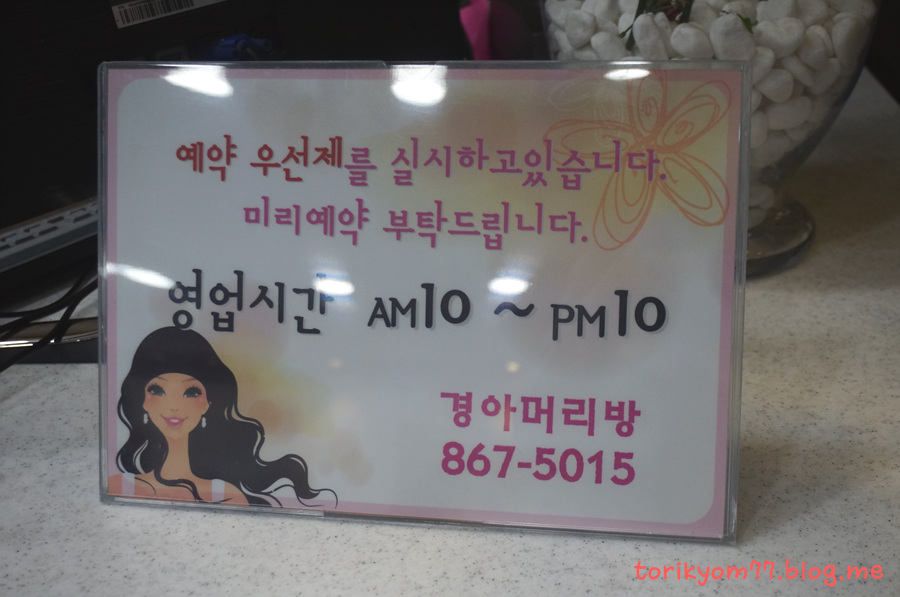 예약 우선제를 실시하고있습니다.
미리예약 부탁드립니다.
영업시간 AM10 ~ PM10
경아머리방
867-5015
torikyom77.blog.me